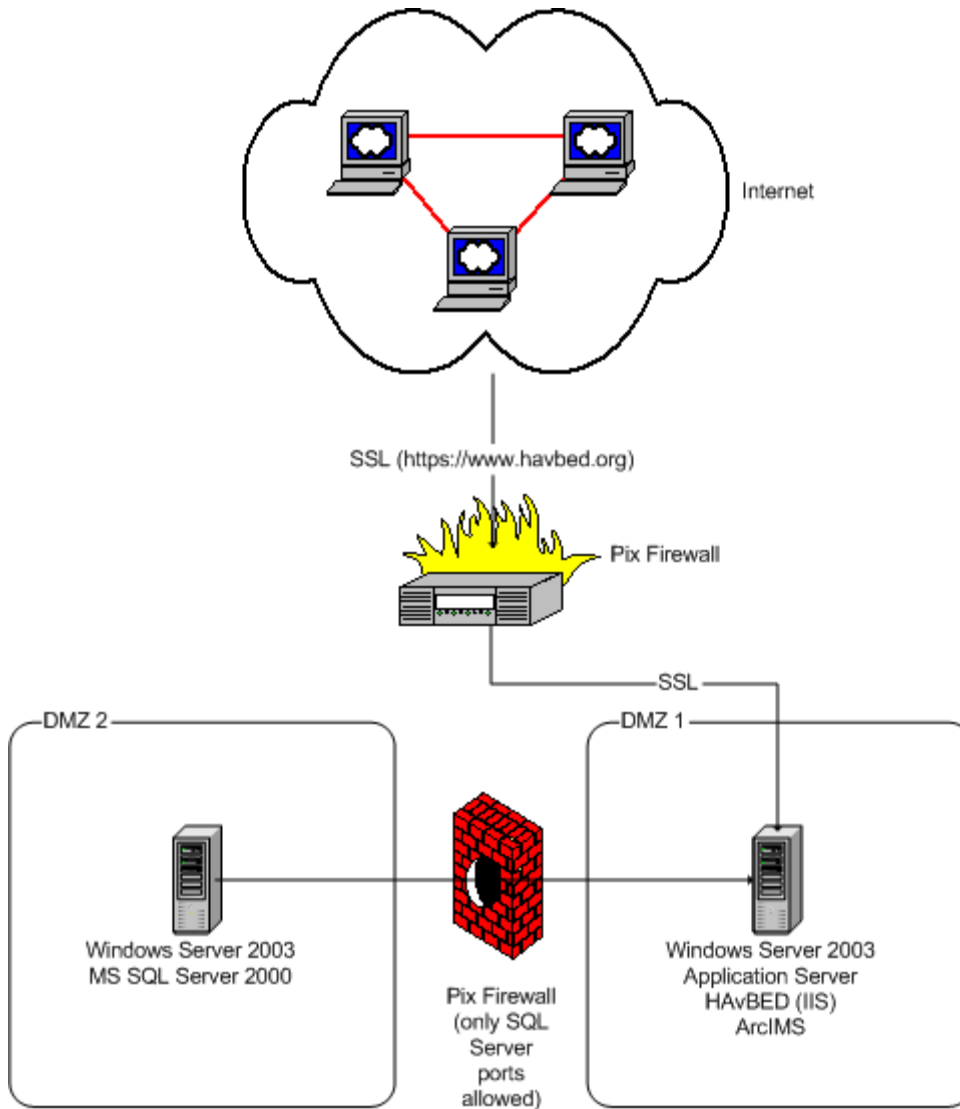 Internet
SSL (https://www.havbed.org)
Pix Firewall
SSL
DMZ 2
DMZ 1
Windows Server 2003
MS SQL Server 2000
Pix Firewall
(only SQL
Server
ports
allowed)
Windows Server 2003
Application Server
HAvBED (IIS)
ArcIMS